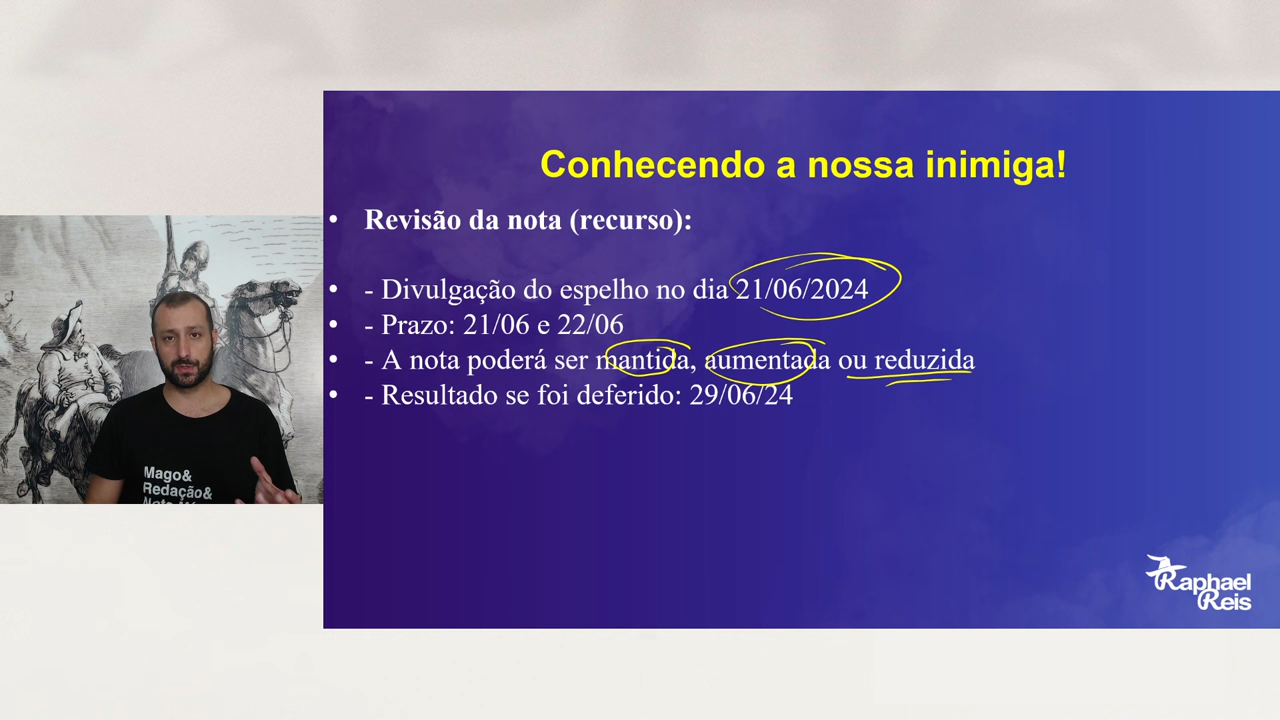 Conhecendo a nossa inimiga!
• Revisão da nota (recurso):
• - Divulgação do espelho no dia 21/06/2024
• - Prazo: 21/06 e 22/06
• - A nota poderá ser mantida, aumentada ou reduzida
• - Resultado se foi deferido: 29/06/24
Mago&
Redação&
Raphael
Reis